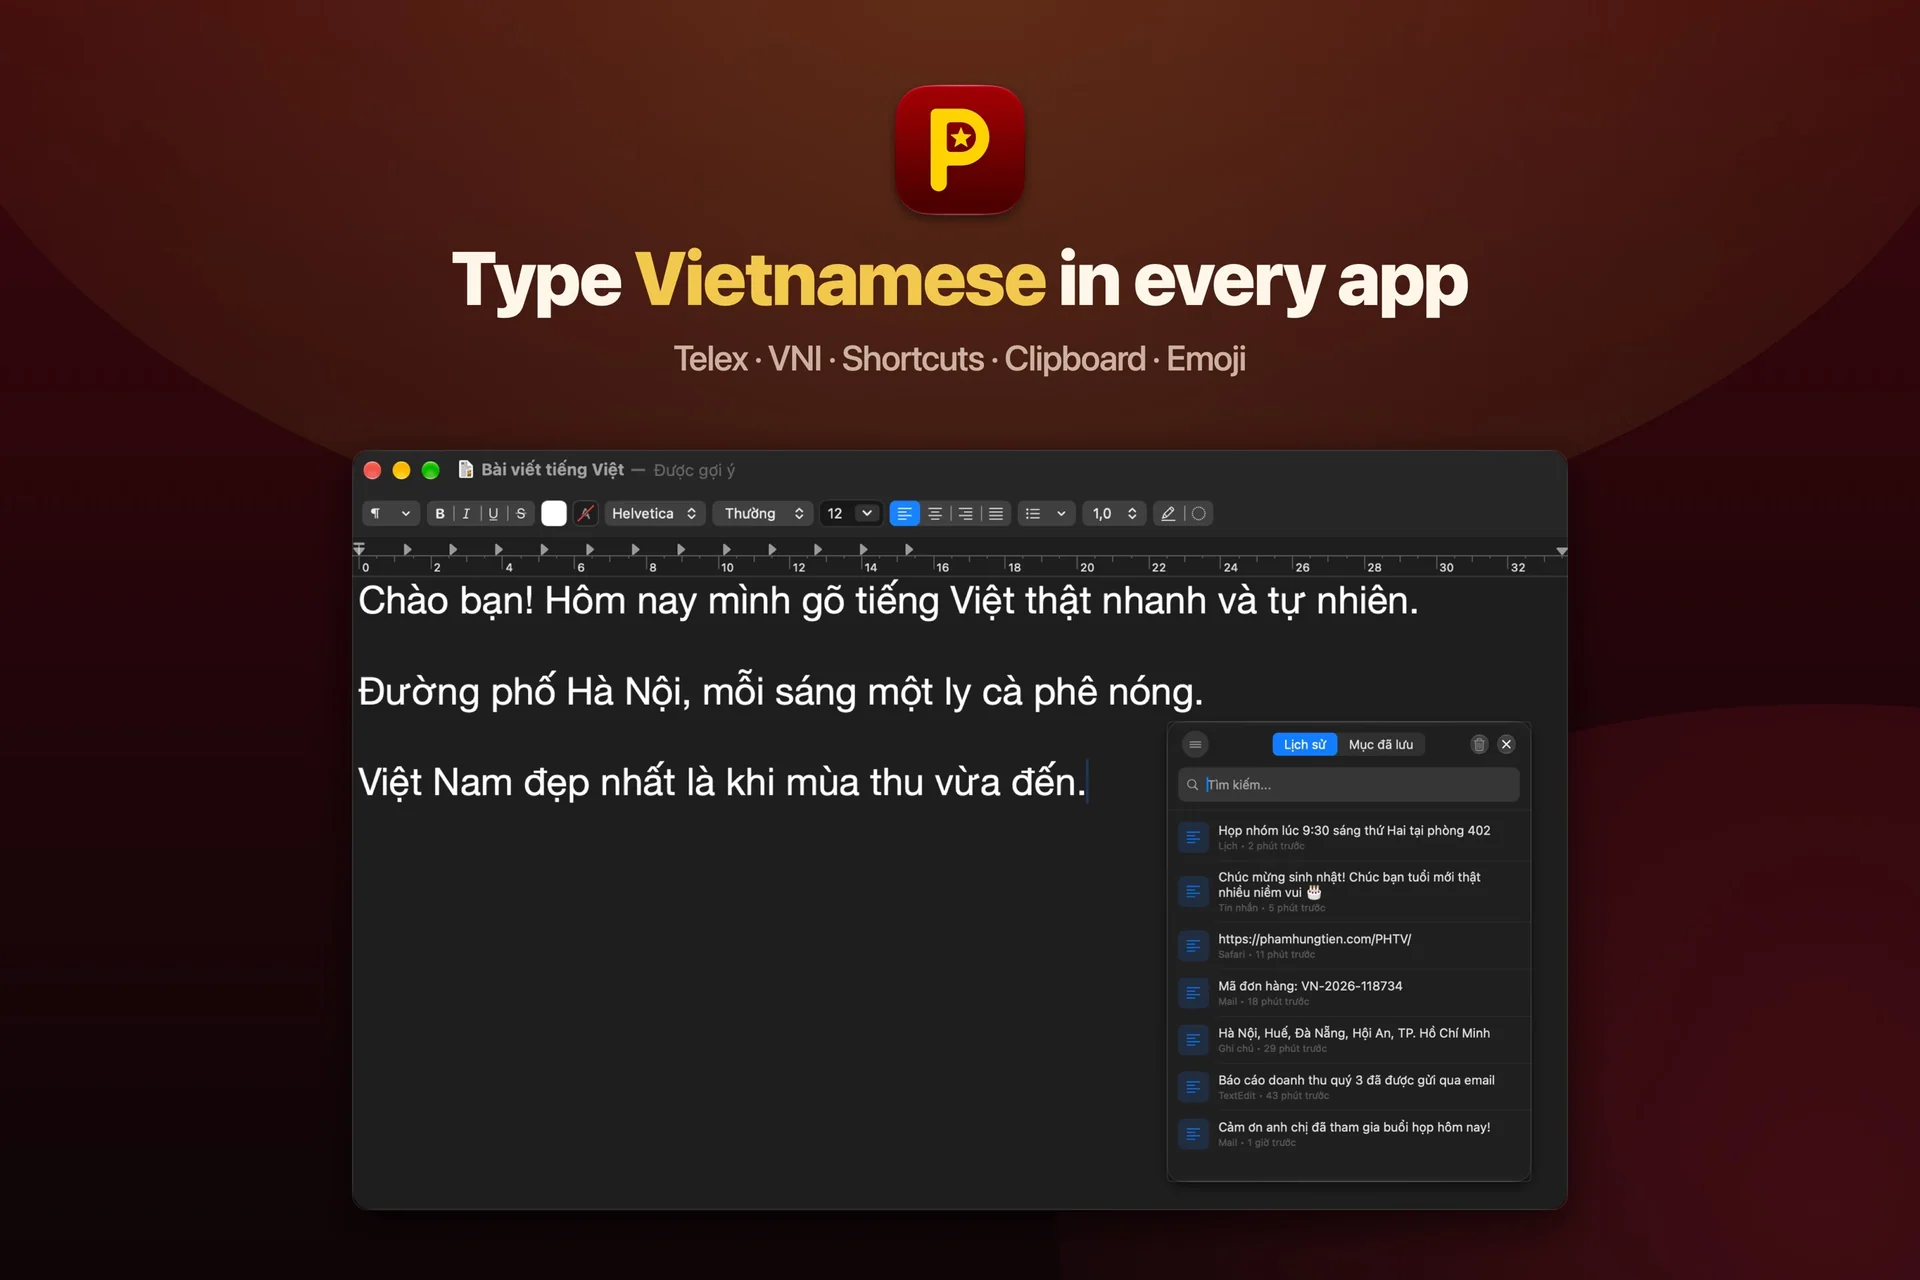 P
Type Vietnamese in every app
Telex · VNI · Shortcuts · Clipboard · Emoji
Bài viết tiếng Việt — Được gợi ý
¶ B I U S A Helvetica Thường 12 1,0
0 2 4 6 8 10 12 14 16 18 20 22 24 26 28 30 32
Chào bạn! Hôm nay mình gõ tiếng Việt thật nhanh và tự nhiên.
Đường phố Hà Nội, mỗi sáng một ly cà phê nóng.
Việt Nam đẹp nhất là khi mùa thu vừa đến.
Lịch sử Mục đã lưu
Tìm kiếm...
Họp nhóm lúc 9:30 sáng thứ Hai tại phòng 402
Lịch • 2 phút trước
Chúc mừng sinh nhật! Chúc bạn tuổi mới thật
nhiều niềm vui 🎂
Tin nhắn • 5 phút trước
https://phamhungtien.com/PHTV/
Safari • 11 phút trước
Mã đơn hàng: VN-2026-118734
Mail • 18 phút trước
Hà Nội, Huế, Đà Nẵng, Hội An, TP. Hồ Chí Minh
Ghi chú • 29 phút trước
Báo cáo doanh thu quý 3 đã được gửi qua email
TextEdit • 43 phút trước
Cảm ơn anh chị đã tham gia buổi họp hôm nay!
Mail • 1 giờ trước